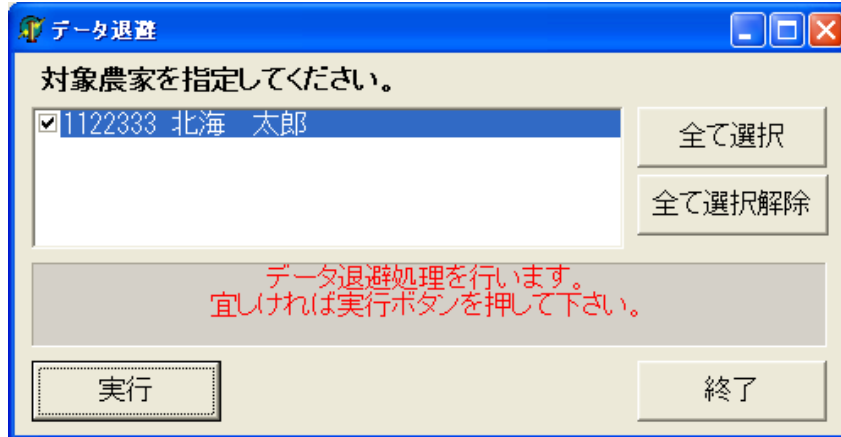 データ退避
対象農家を指定してください。
1122333 北海　太郎
全て選択
全て選択解除
データ退避処理を行います。
宜しければ実行ボタンを押して下さい。
実行
終了